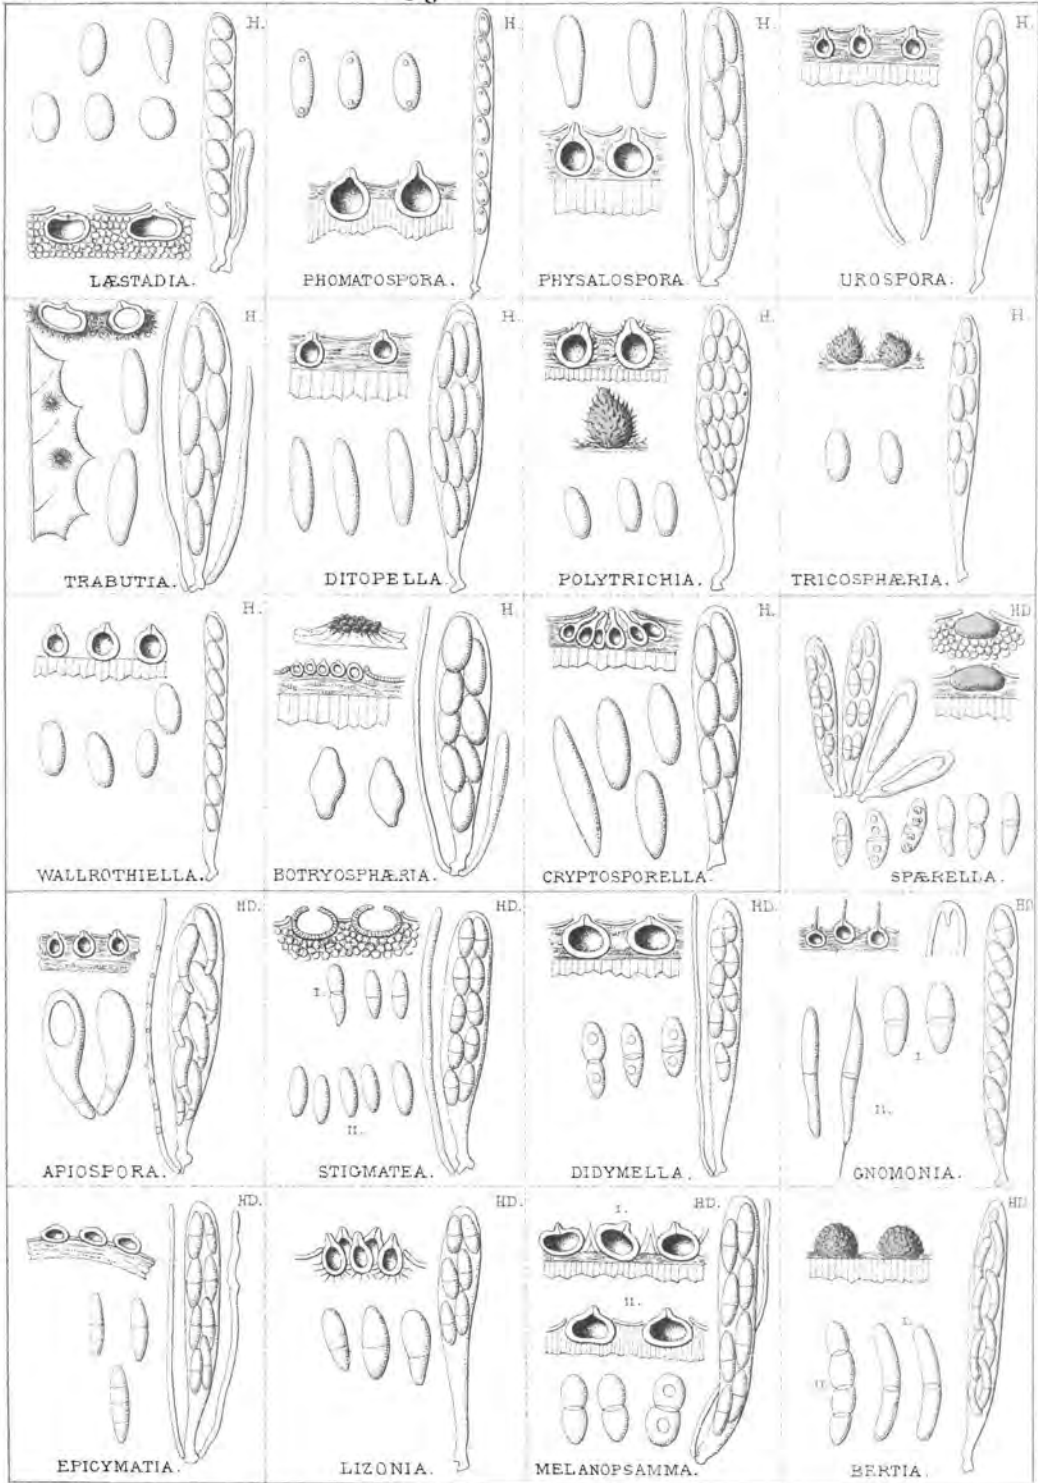 H. H. H. H.
LÆSTADIA. PHOMATOSPORA. PHYSALOSPORA. UROSPORA.
H. H. H. H.
TRABUTIA. DITOPELLA. POLYTRICHIA. TRICOSPHÆRIA.
H. H. H. HD
WALLROTHIELLA. BOTRYOSPHÆRIA. CRYPTOSPORELLA. SPÆRELLA.
HD. HD. HD. HD
I. I.
II. II.
APIOSPORA. STIGMATEA. DIDYMELLA. GNOMONIA.
HD. HD. HD. HD
I.
II.
I.
II.
EPICYMATIA. LIZONIA. MELANOPSAMMA. BERTIA.